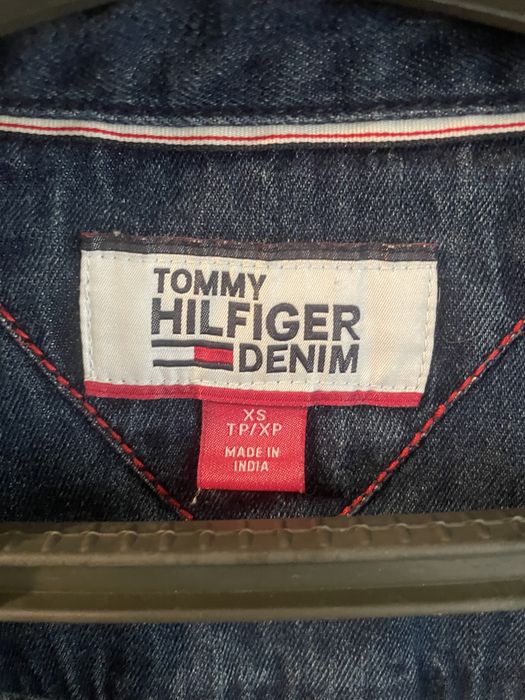 TOMMY
HILFIGER
DENIM
XS
TP/XP
MADE IN
INDIA